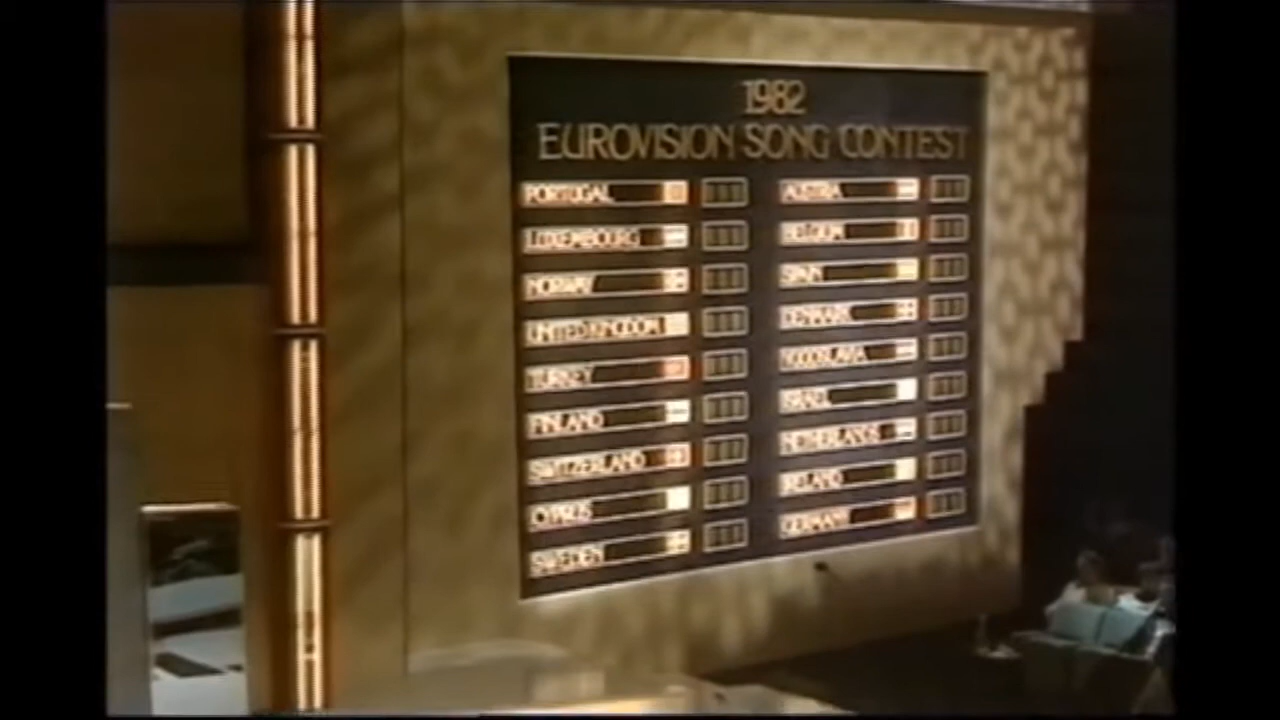 1982
EUROVISION SONG CONTEST
PORTUGAL
LUXEMBOURG
NORWAY
UNITED KINGDOM
TURKEY
FINLAND
SWITZERLAND
CYPRUS
SWEDEN
AUSTRIA
BELGIUM
SPAIN
DENMARK
YUGOSLAVIA
ISRAEL
NETHERLANDS
IRELAND
GERMANY